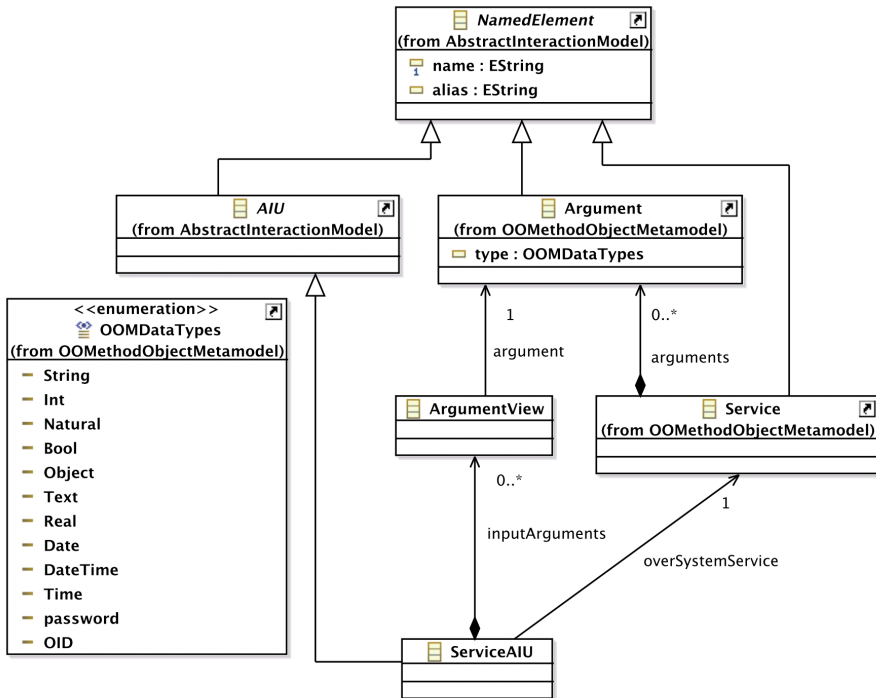 NamedElement
(from AbstractInteractionModel)
1 name : EString
alias : EString
AIU
(from AbstractInteractionModel)
Argument
(from OOMethodObjectMetamodel)
type : OOMDataTypes
<<enumeration>>
OOMDataTypes
(from OOMethodObjectMetamodel)
String
Int
Natural
Bool
Object
Text
Real
Date
DateTime
Time
password
OID
1
argument
0..*
arguments
ArgumentView
Service
(from OOMethodObjectMetamodel)
0..*
inputArguments
1
overSystemService
ServiceAIU